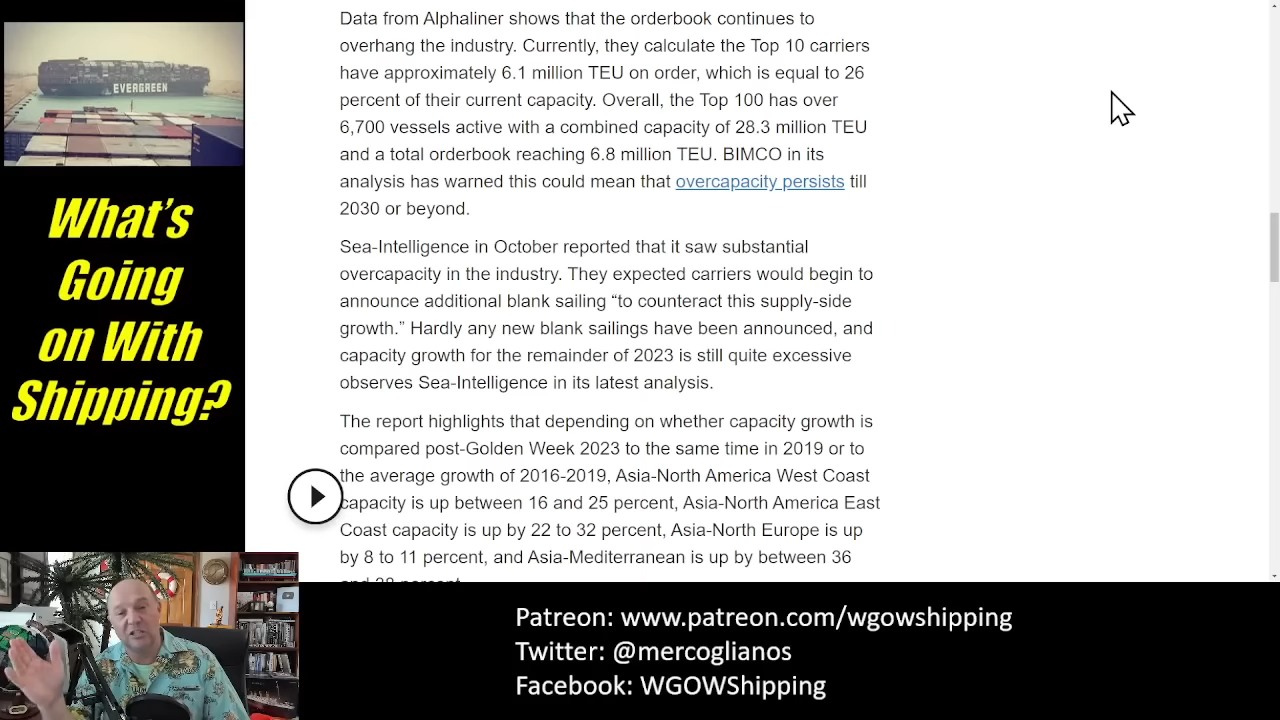 Data from Alphaliner shows that the orderbook continues to
overhang the industry. Currently, they calculate the Top 10 carriers
have approximately 6.1 million TEU on order, which is equal to 26
percent of their current capacity. Overall, the Top 100 has over
6,700 vessels active with a combined capacity of 28.3 million TEU
and a total orderbook reaching 6.8 million TEU. BIMCO in its
analysis has warned this could mean that overcapacity persists till
2030 or beyond.
Sea-Intelligence in October reported that it saw substantial
overcapacity in the industry. They expected carriers would begin to
announce additional blank sailing “to counteract this supply-side
growth.” Hardly any new blank sailings have been announced, and
capacity growth for the remainder of 2023 is still quite excessive
observes Sea-Intelligence in its latest analysis.
The report highlights that depending on whether capacity growth is
compared post-Golden Week 2023 to the same time in 2019 or to
the average growth of 2016-2019, Asia-North America West Coast
capacity is up between 16 and 25 percent, Asia-North America East
Coast capacity is up by 22 to 32 percent, Asia-North Europe is up
by 8 to 11 percent, and Asia-Mediterranean is up by between 36
EVERGREEN
What’s
Going
on With
Shipping?
Patreon: www.patreon.com/wgowshipping
Twitter: @mercoglianos
Facebook: WGOWShipping